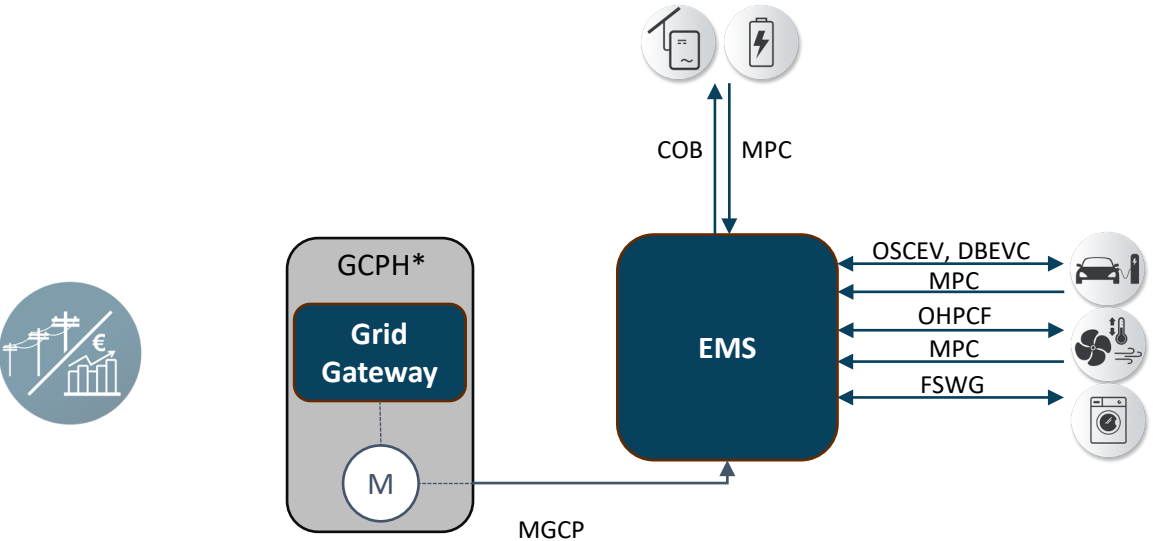 COB
MPC
GCPH*
Grid
Gateway
€
M
MGCP
EMS
OSCEV, DBEVC
MPC
OHPCF
MPC
FSWG